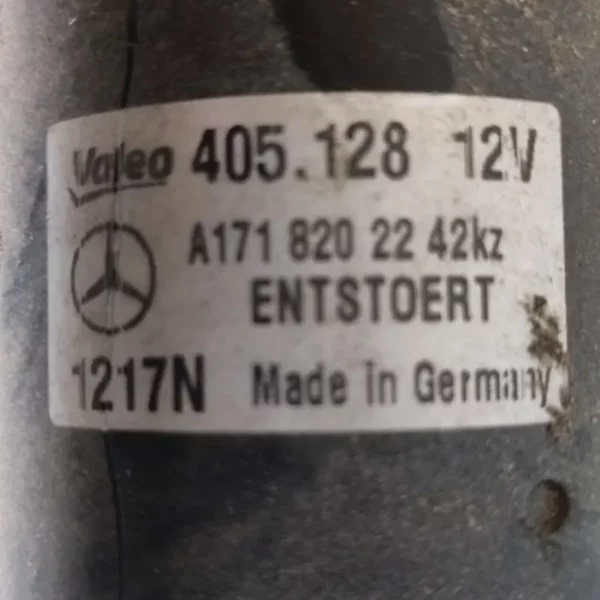 Valeo 405.128 12V
A171 820 22 42kz
ENTSTOERT
1217N Made in Germany